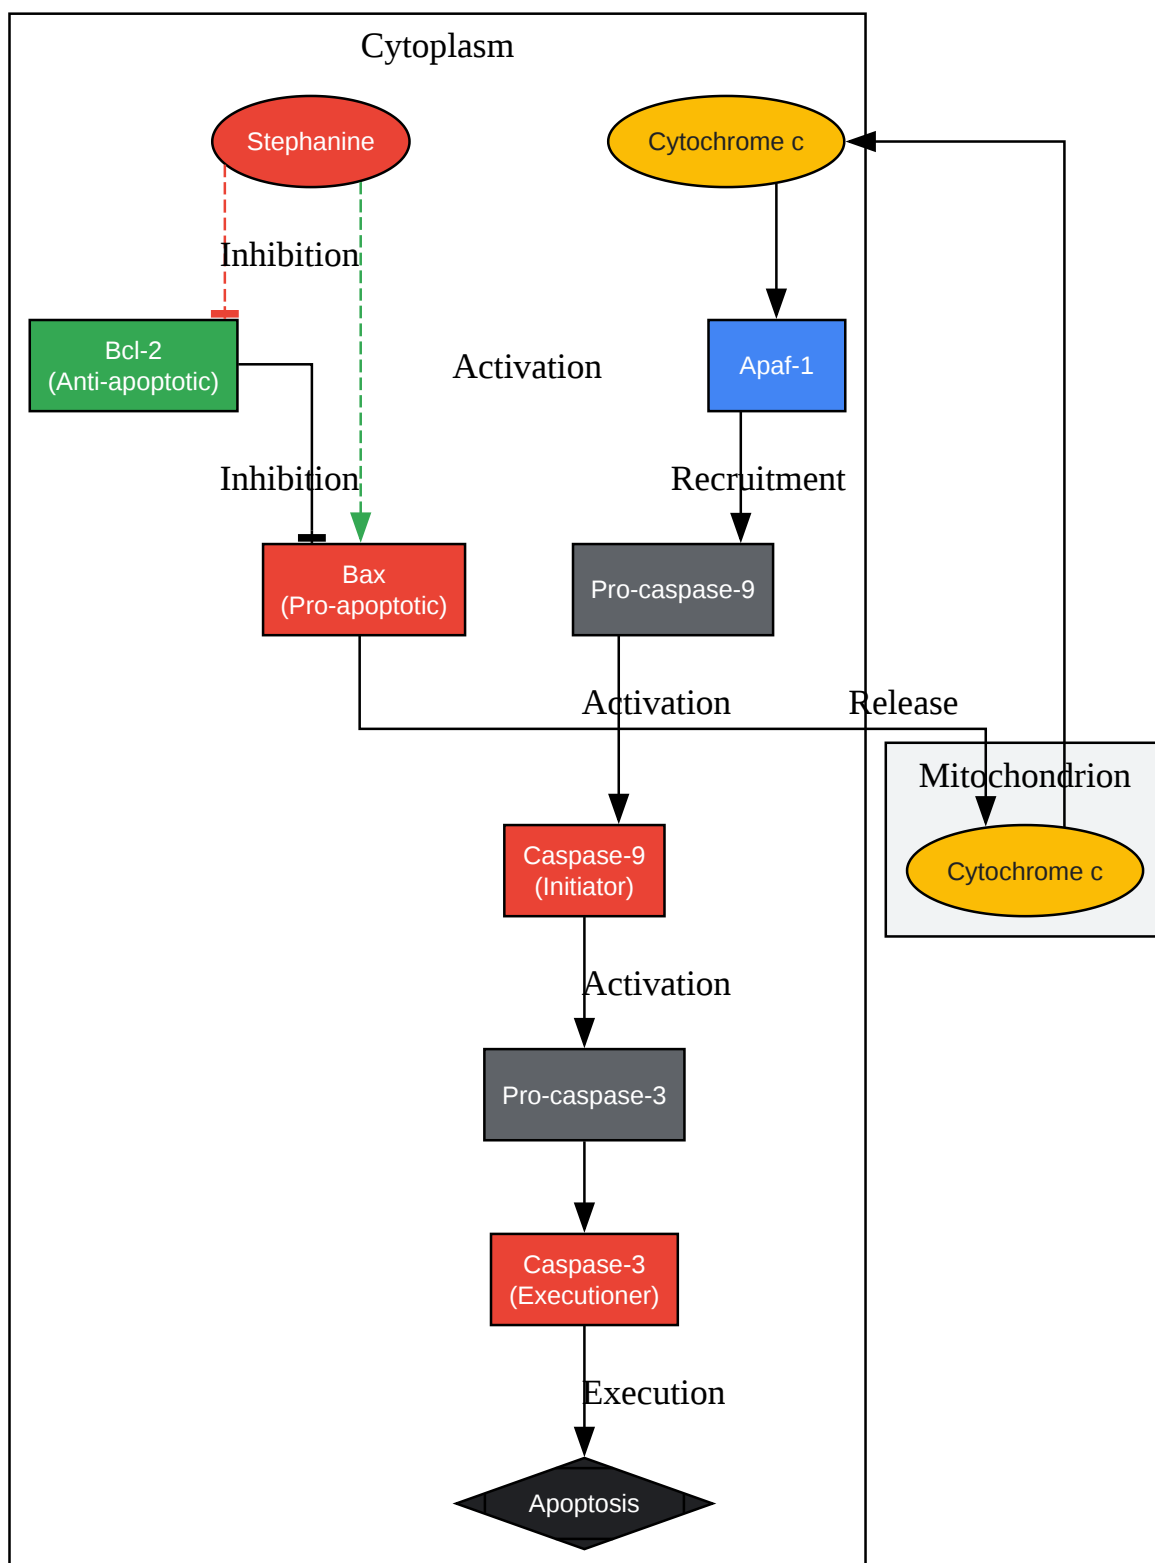 Cytoplasm
Stephanine
Cytochrome c
Inhibition
Bcl-2
(Anti-apoptotic)
Activation
Apaf-1
Inhibition
Recruitment
Bax
(Pro-apoptotic)
Pro-caspase-9
Activation
Release
Mitochondrion
Caspase-9
(Initiator)
Cytochrome c
Activation
Pro-caspase-3
Caspase-3
(Executioner)
Execution
Apoptosis